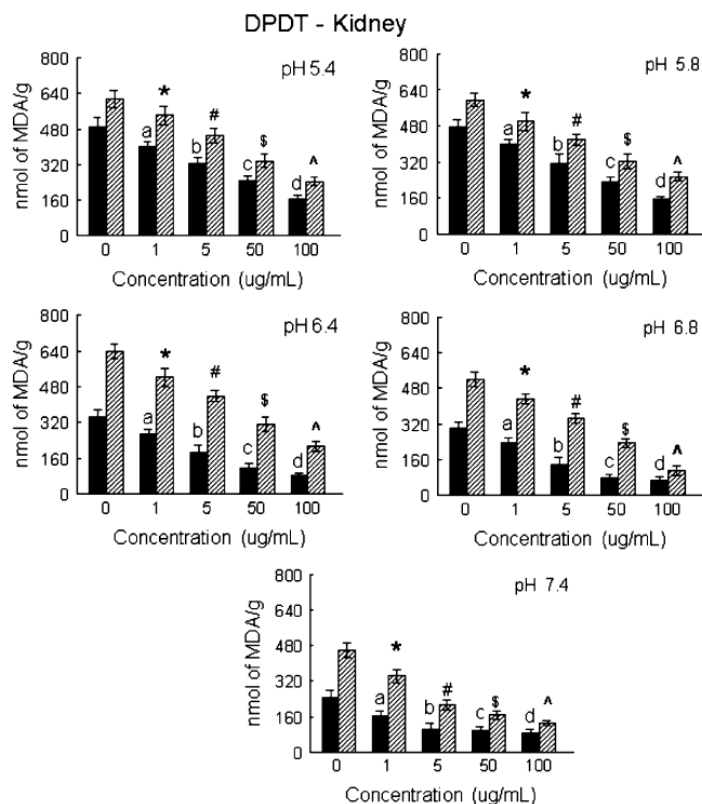 DPDT - Kidney
pH 5.4
nmol of MDA/g
800
640
480
320
160
0
* # $ ^
a b c d
0 1 5 50 100
Concentration (ug/mL)
pH 5.8
nmol of MDA/g
800
640
480
320
160
0
* # $ ^
a b c d
0 1 5 50 100
Concentration (ug/mL)
pH 6.4
nmol of MDA/g
800
640
480
320
160
0
* # $ ^
a b c d
0 1 5 50 100
Concentration (ug/mL)
pH 6.8
nmol of MDA/g
800
640
480
320
160
0
* # $ ^
a b c d
0 1 5 50 100
Concentration (ug/mL)
pH 7.4
nmol of MDA/g
800
640
480
320
160
0
* # $ ^
a b c d
0 1 5 50 100
Concentration (ug/mL)